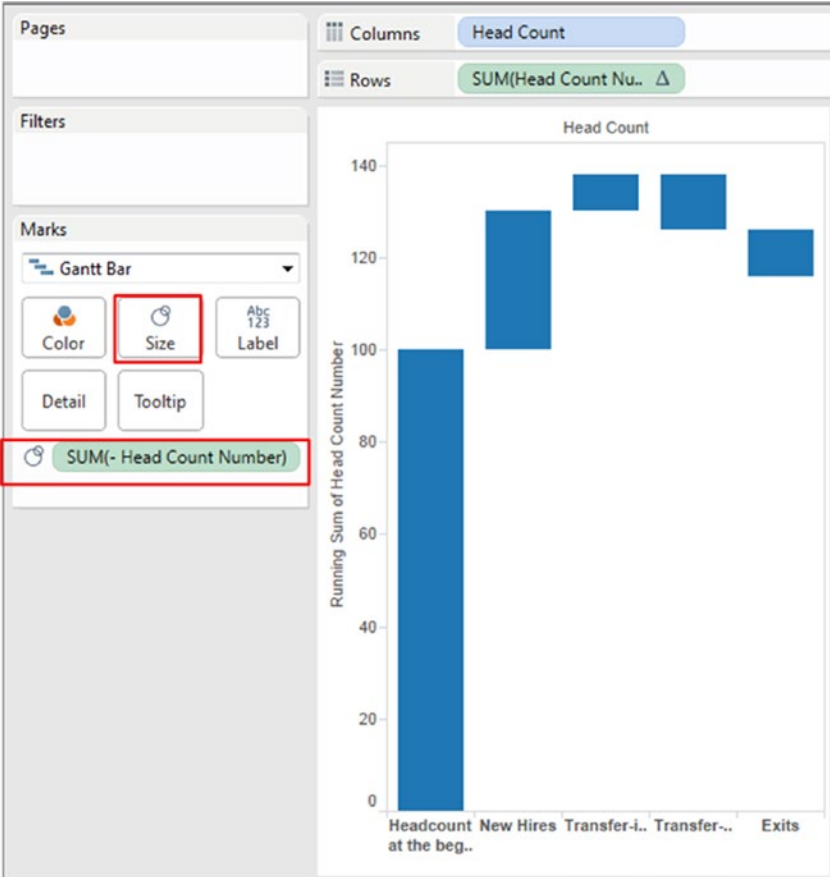 Pages
Columns
Head Count
Rows
SUM(Head Count Nu.. Δ
Filters
Marks
Gantt Bar
Color
Size
Abc
123
Label
Detail
Tooltip
SUM(- Head Count Number)
Head Count
Running Sum of Head Count Number
140
120
100
80
60
40
20
0
Headcount
at the beg..
New Hires
Transfer-i..
Transfer-..
Exits